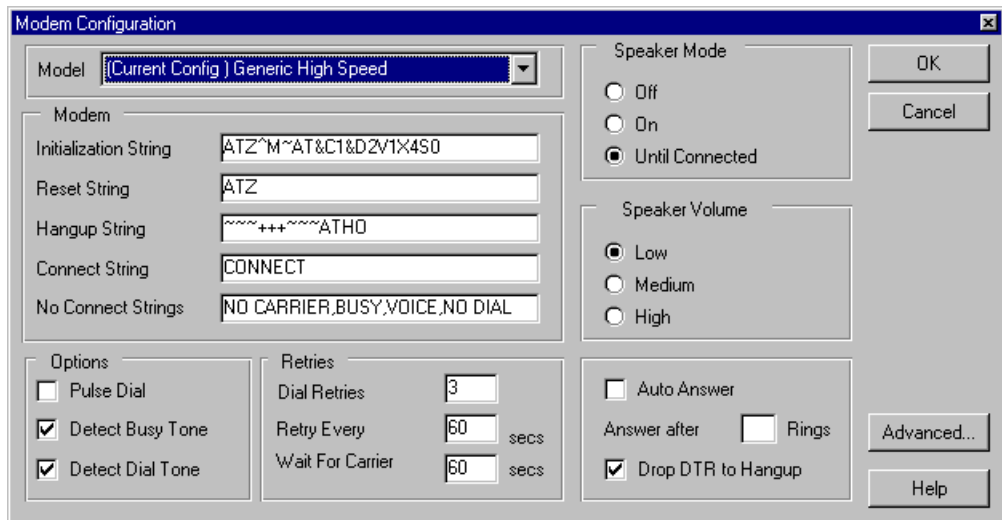 Modem Configuration
Model (Current Config ) Generic High Speed
Modem
Initialization String ATZ^M~AT&C1&D2V1X4S0
Reset String ATZ
Hangup String ~~~+++~~~ATH0
Connect String CONNECT
No Connect Strings NO CARRIER,BUSY,VOICE,NO DIAL
Speaker Mode
Off
On
Until Connected
Speaker Volume
Low
Medium
High
OK
Cancel
Options
Pulse Dial
Detect Busy Tone
Detect Dial Tone
Retries
Dial Retries 3
Retry Every 60 secs
Wait For Carrier 60 secs
Auto Answer
Answer after Rings
Drop DTR to Hangup
Advanced...
Help